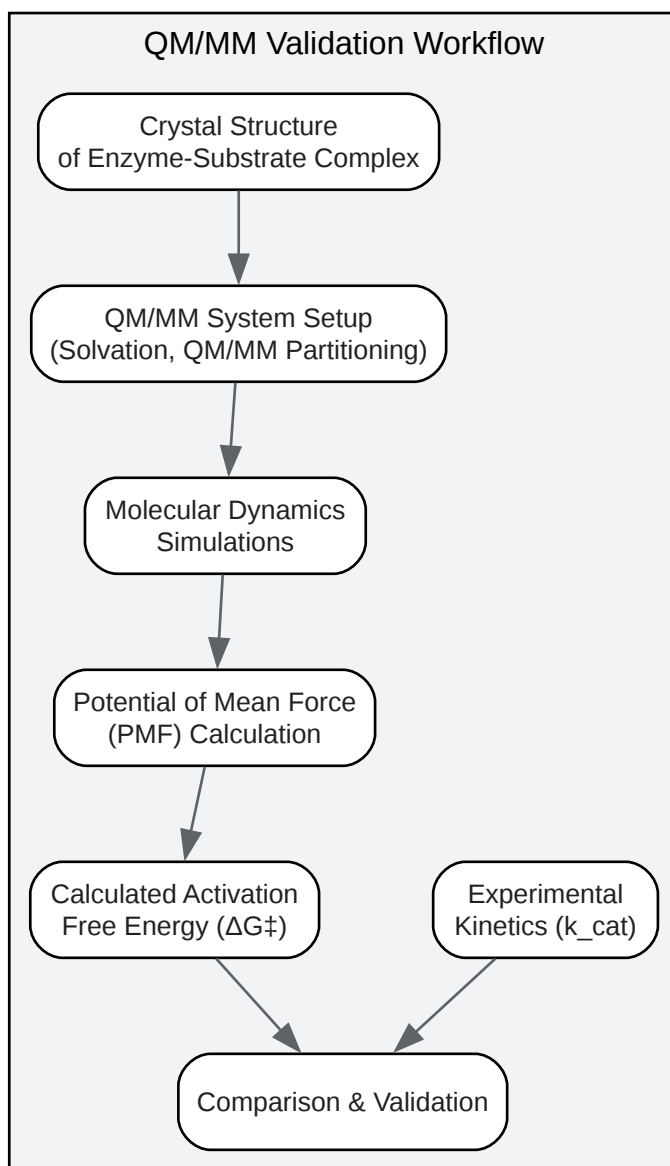 QM/MM Validation Workflow
Crystal Structure
of Enzyme-Substrate Complex
QM/MM System Setup
(Solvation, QM/MM Partitioning)
Molecular Dynamics
Simulations
Potential of Mean Force
(PMF) Calculation
Calculated Activation
Free Energy (ΔG‡)
Experimental
Kinetics (k_cat)
Comparison & Validation